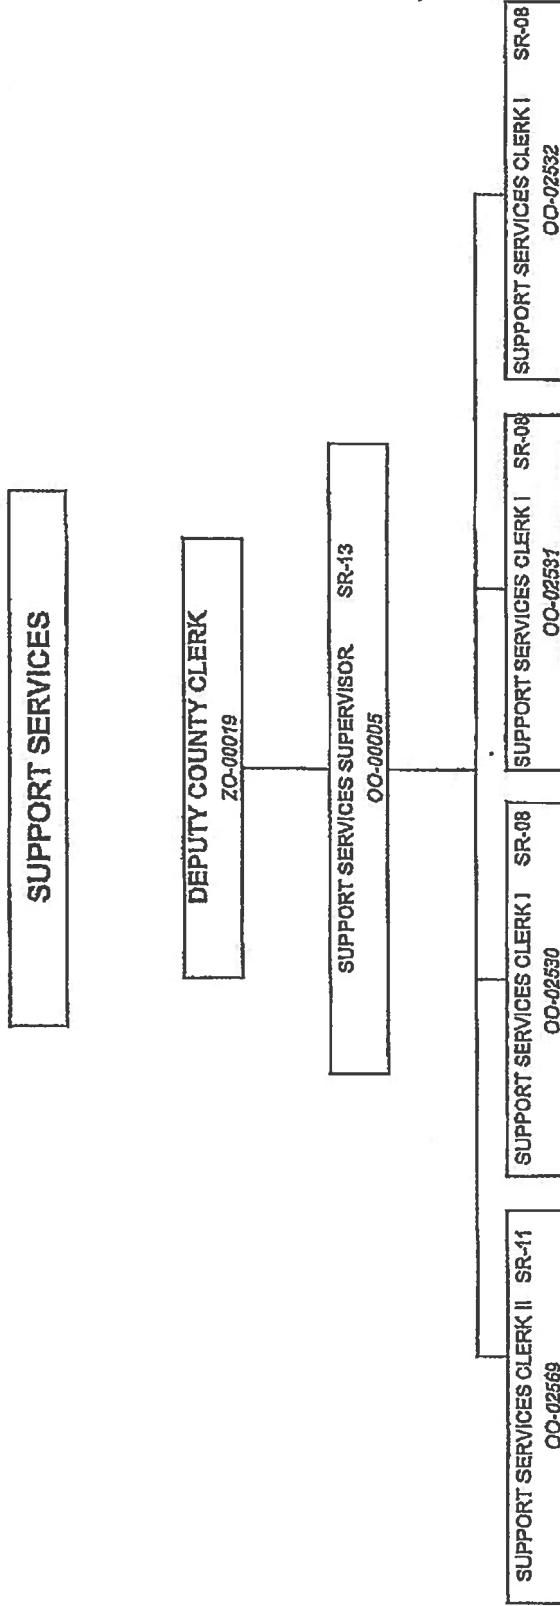 SUPPORT SERVICES
DEPUTY COUNTY CLERK
ZO-00019
SUPPORT SERVICES SUPERVISOR SR-13
OO-00005
SUPPORT SERVICES CLERK II SR-11
OO-02569
SUPPORT SERVICES CLERK I SR-08
OO-02530
SUPPORT SERVICES CLERK I SR-08
OO-02531
SUPPORT SERVICES CLERK I SR-08
OO-02532